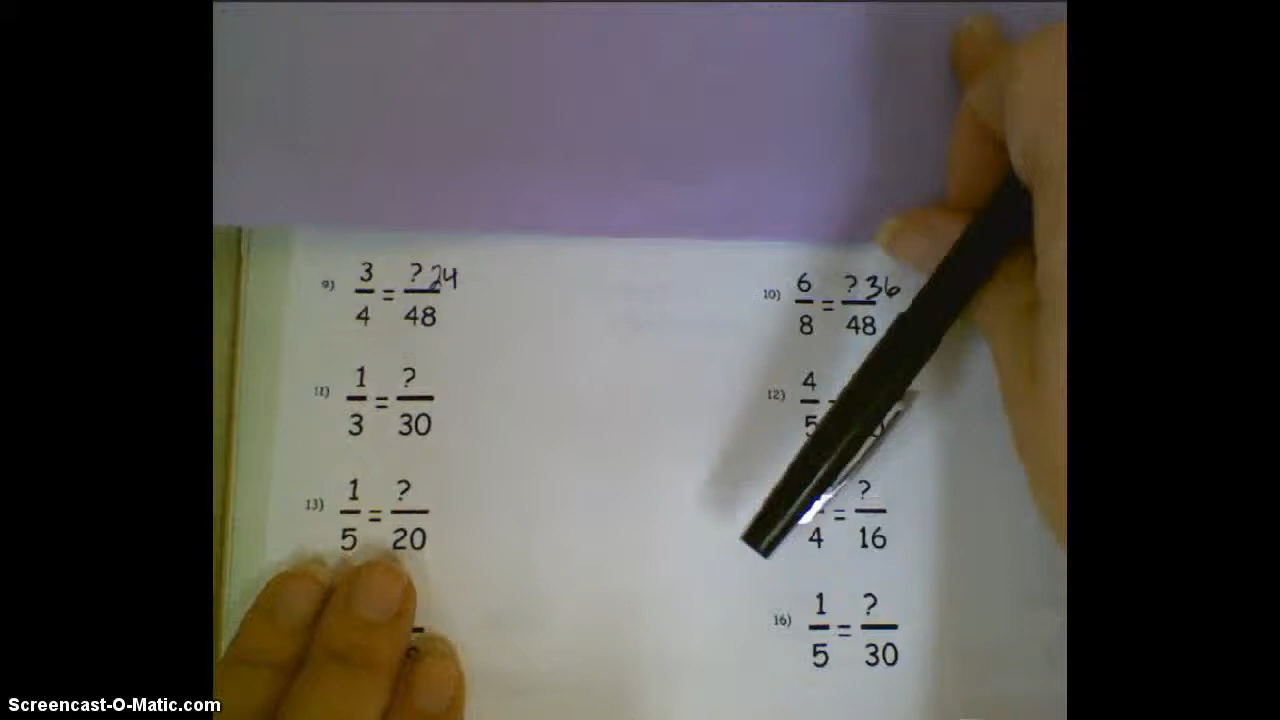 9) 3/4 = ?/48 24
10) 6/8 = ?/48 36
11) 1/3 = ?/30
12) 4/5
13) 1/5 = ?/20
4 = ?/16
16) 1/5 = ?/30
Screencast-O-Matic.com